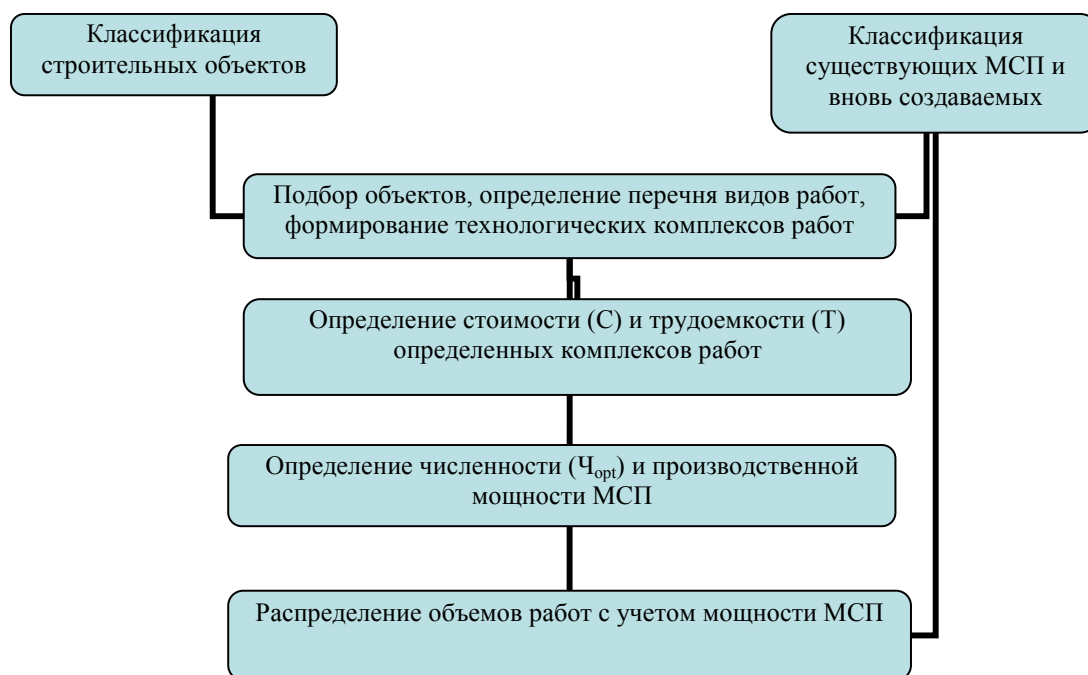 Классификация
строительных объектов
Классификация
существующих МСП и
вновь создаваемых
Подбор объектов, определение перечня видов работ,
формирование технологических комплексов работ
Определение стоимости (С) и трудоемкости (Т)
определенных комплексов работ
Определение численности (Чopt) и производственной
мощности МСП
Распределение объемов работ с учетом мощности МСП